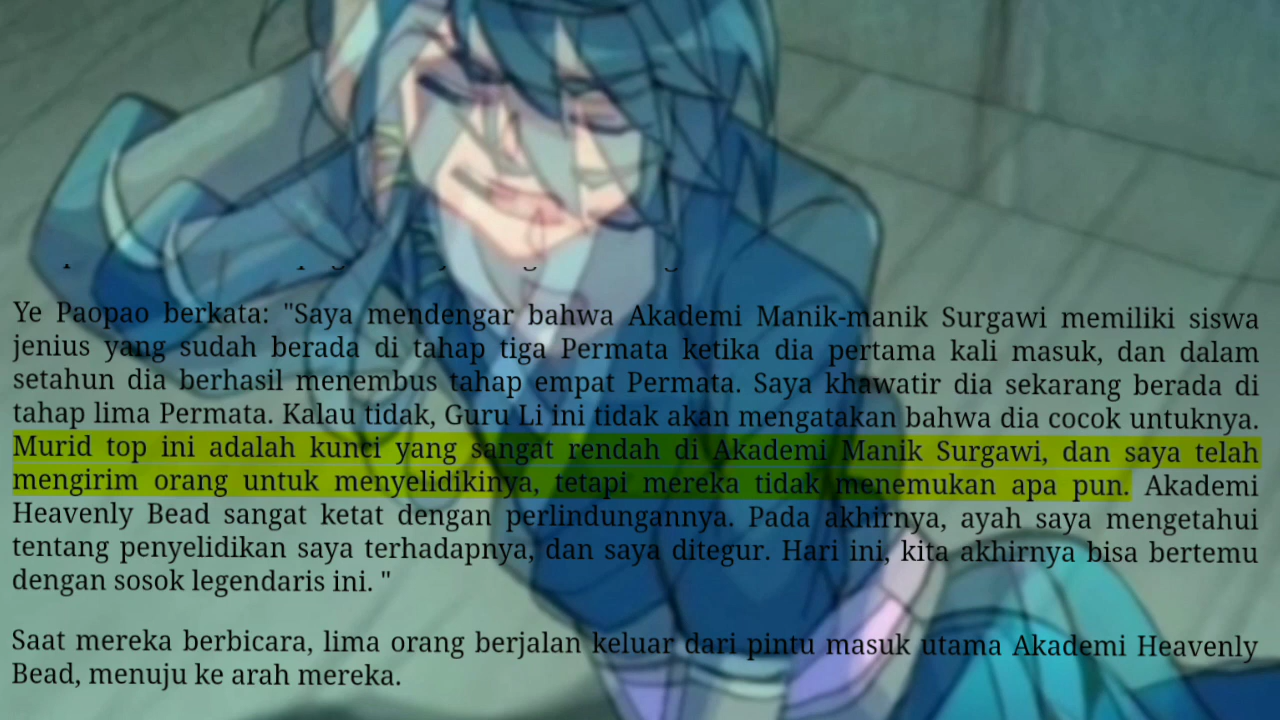 Ye Paopao berkata: "Saya mendengar bahwa Akademi Manik-manik Surgawi memiliki siswa
jenius yang sudah berada di tahap tiga Permata ketika dia pertama kali masuk, dan dalam
setahun dia berhasil menembus tahap empat Permata. Saya khawatir dia sekarang berada di
tahap lima Permata. Kalau tidak, Guru Li ini tidak akan mengatakan bahwa dia cocok untuknya.
Murid top ini adalah kunci yang sangat rendah di Akademi Manik Surgawi, dan saya telah
mengirim orang untuk menyelidikinya, tetapi mereka tidak menemukan apa pun. Akademi
Heavenly Bead sangat ketat dengan perlindungannya. Pada akhirnya, ayah saya mengetahui
tentang penyelidikan saya terhadapnya, dan saya ditegur. Hari ini, kita akhirnya bisa bertemu
dengan sosok legendaris ini. "
Saat mereka berbicara, lima orang berjalan keluar dari pintu masuk utama Akademi Heavenly
Bead, menuju ke arah mereka.